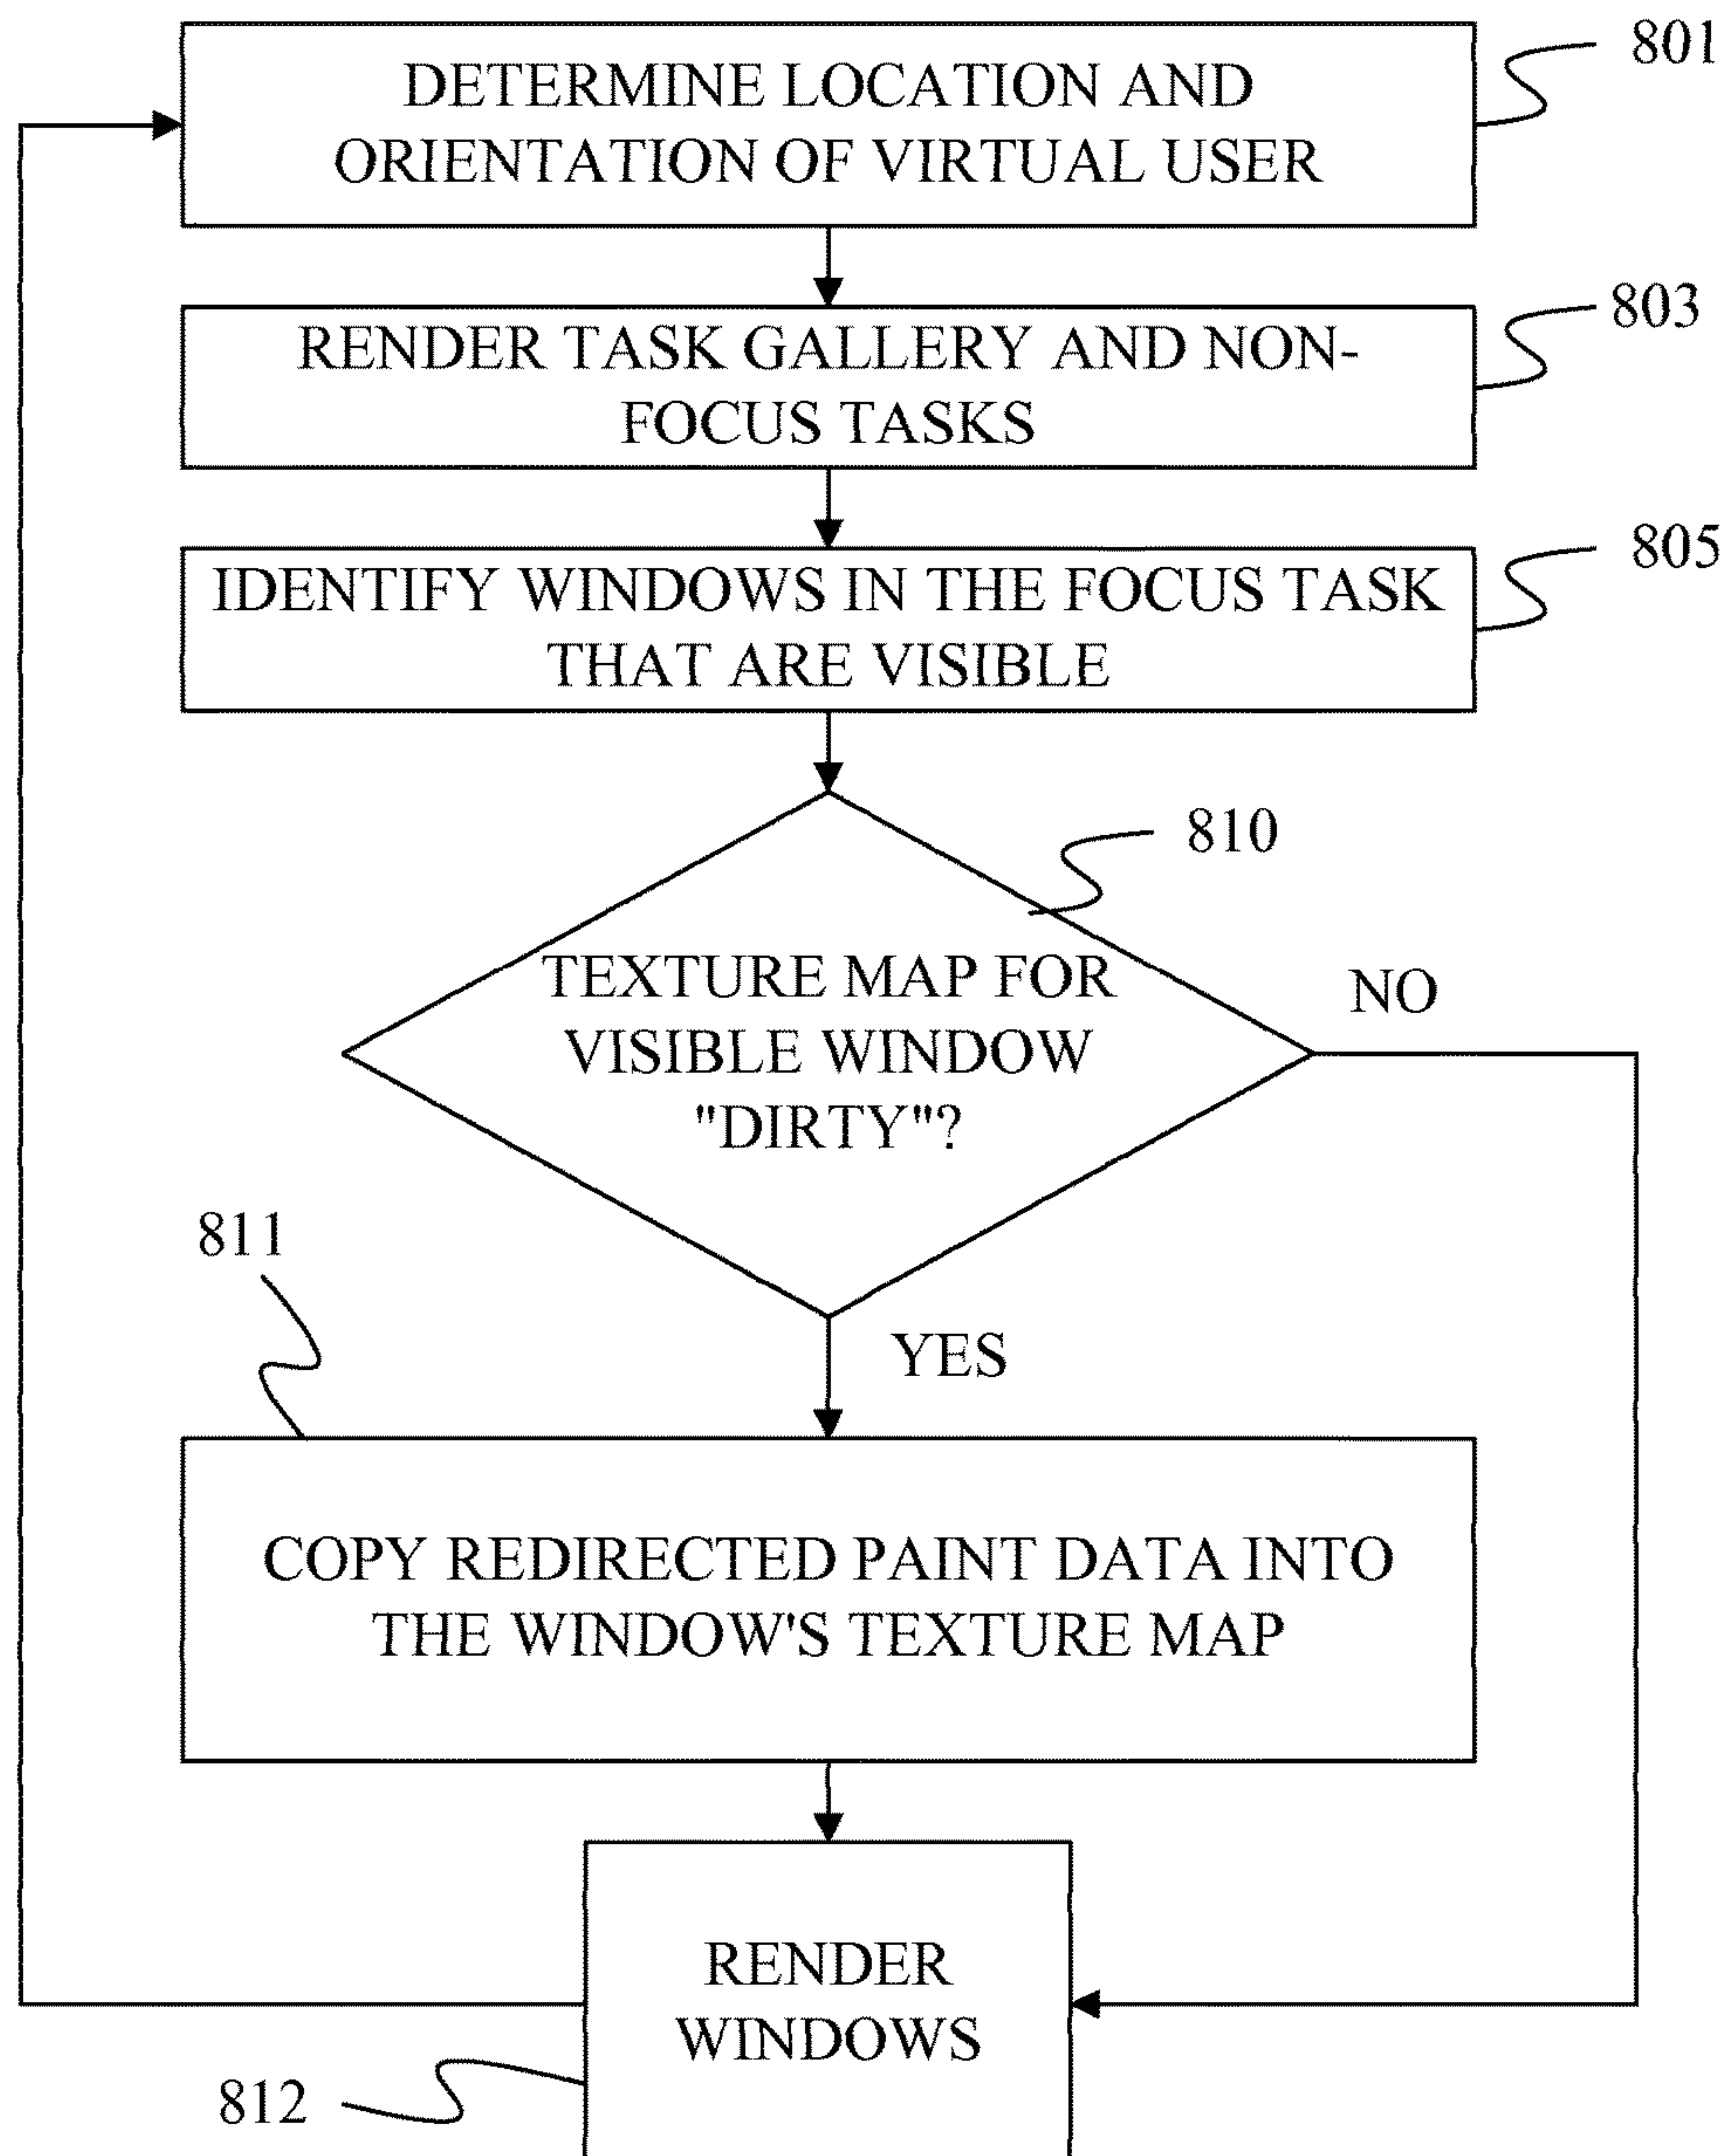 801
DETERMINE LOCATION AND
ORIENTATION OF VIRTUAL USER
803
RENDER TASK GALLERY AND NON-
FOCUS TASKS
805
IDENTIFY WINDOWS IN THE FOCUS TASK
THAT ARE VISIBLE
810
TEXTURE MAP FOR
VISIBLE WINDOW
"DIRTY"?
NO
811
YES
COPY REDIRECTED PAINT DATA INTO
THE WINDOW'S TEXTURE MAP
RENDER
WINDOWS
812